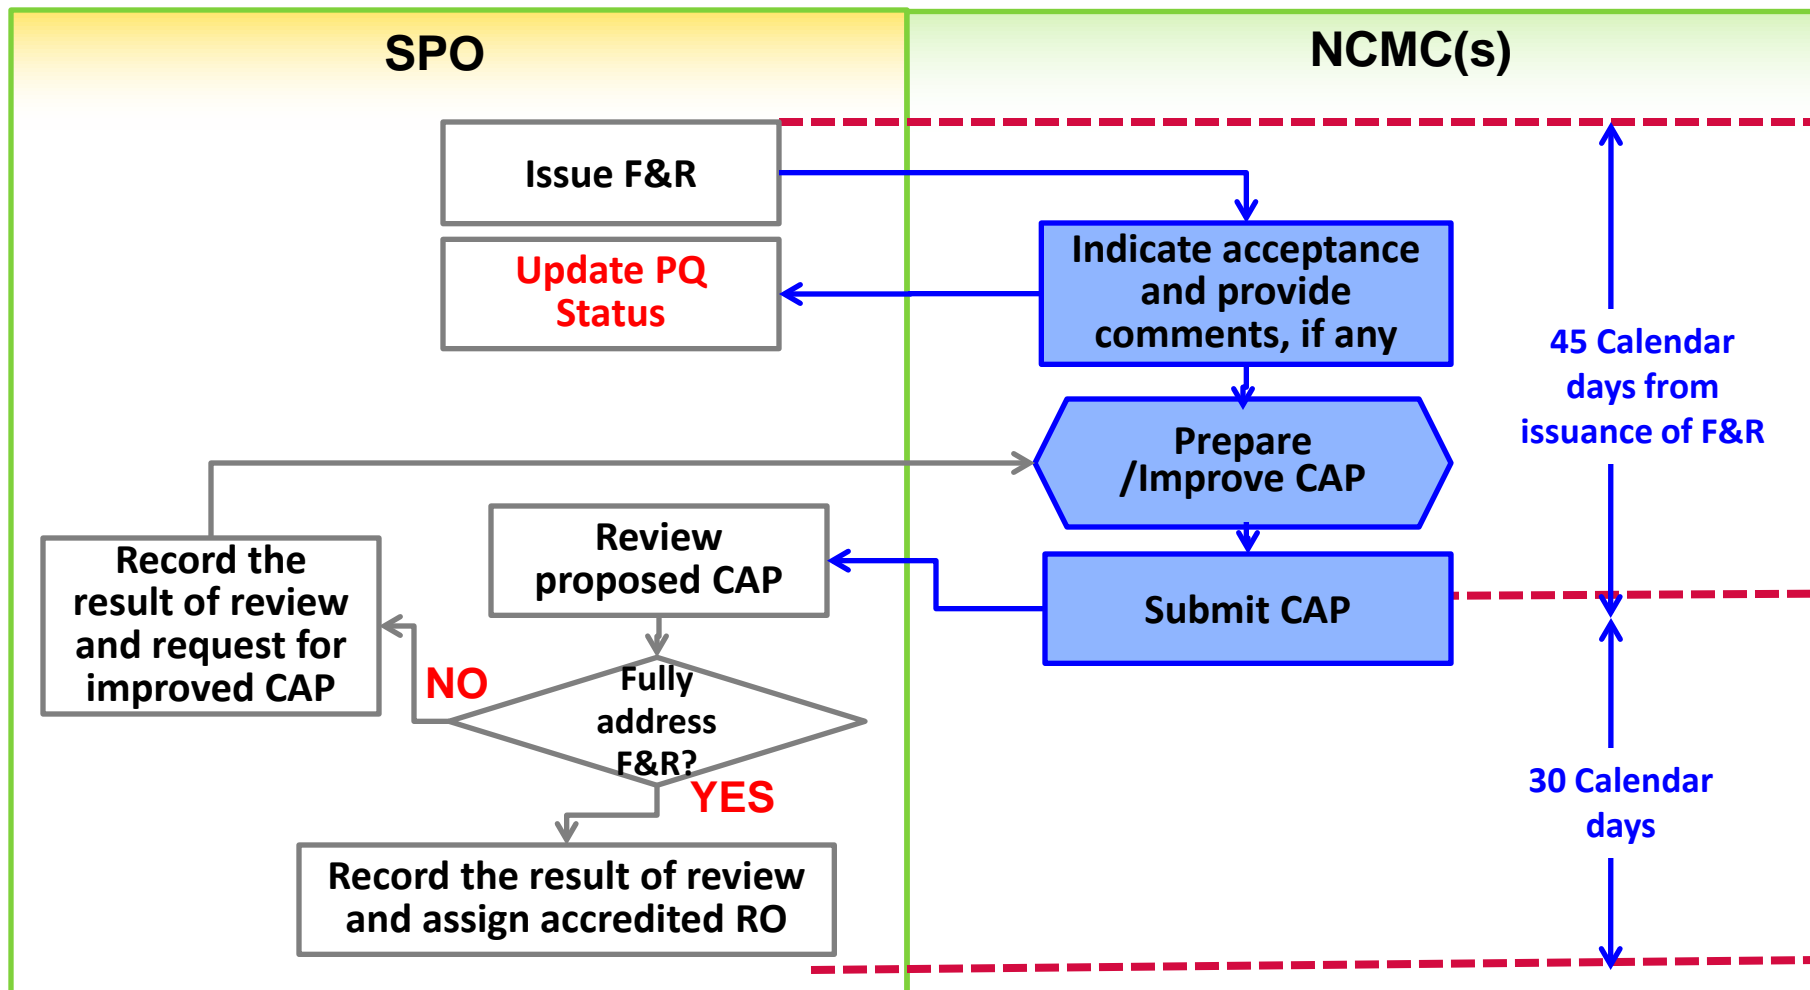 SPO
NCMC(s)
Issue F&R
Update PQ
Status
Indicate acceptance
and provide
comments, if any
45 Calendar
days from
issuance of F&R
Prepare
/Improve CAP
Review
proposed CAP
Record the
result of review
and request for
improved CAP
Submit CAP
NO
Fully
address
F&R?
YES
30 Calendar
days
Record the result of review
and assign accredited RO